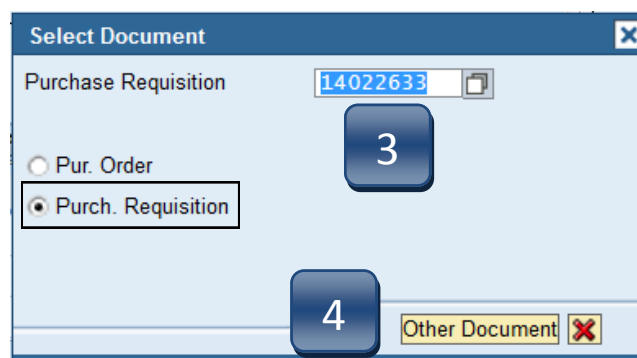 Select Document
Purchase Requisition 14022633
3
Pur. Order
Purch. Requisition
4
Other Document